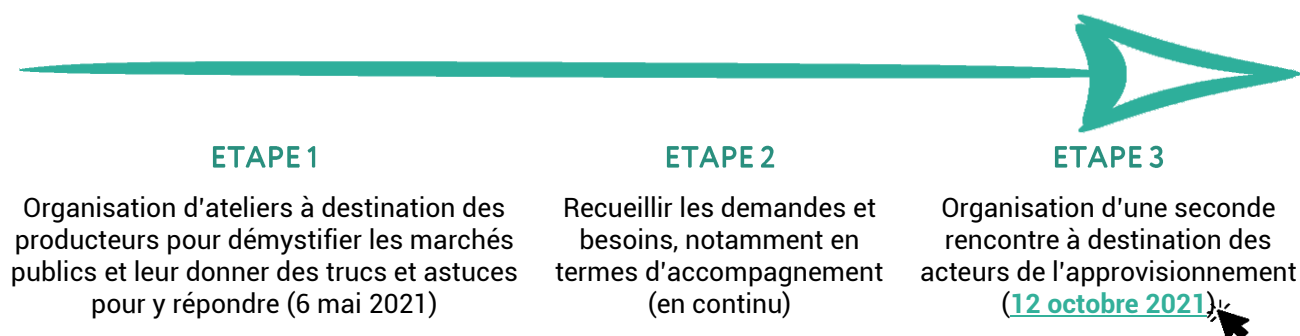 ETAPE 1
Organisation d'ateliers à destination des
producteurs pour démystifier les marchés
publics et leur donner des trucs et astuces
pour y répondre (6 mai 2021)
ETAPE 2
Recueillir les demandes et
besoins, notamment en
termes d'accompagnement
(en continu)
ETAPE 3
Organisation d'une seconde
rencontre à destination des
acteurs de l'approvisionnement
(12 octobre 2021)